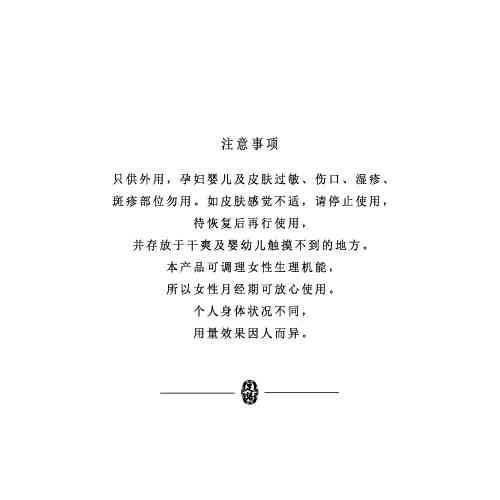 注意事项
只供外用，孕妇婴儿及皮肤过敏、伤口、湿疹、
斑疹部位勿用。如皮肤感觉不适，请停止使用，
待恢复后再行使用，
并存放于干爽及婴幼儿触摸不到的地方。
本产品可调理女性生理机能，
所以女性月经期可放心使用。
个人身体状况不同，
用量效果因人而异。